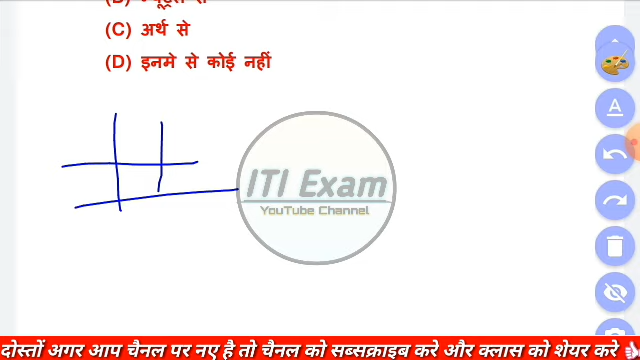 (C) अर्थ से
(D) इनमे से कोई नहीं
ITI Exam
YouTube Channel
दोस्तों अगर आप चैनल पर नए है तो चैनल को सब्सक्राइब करे और क्लास को शेयर करे